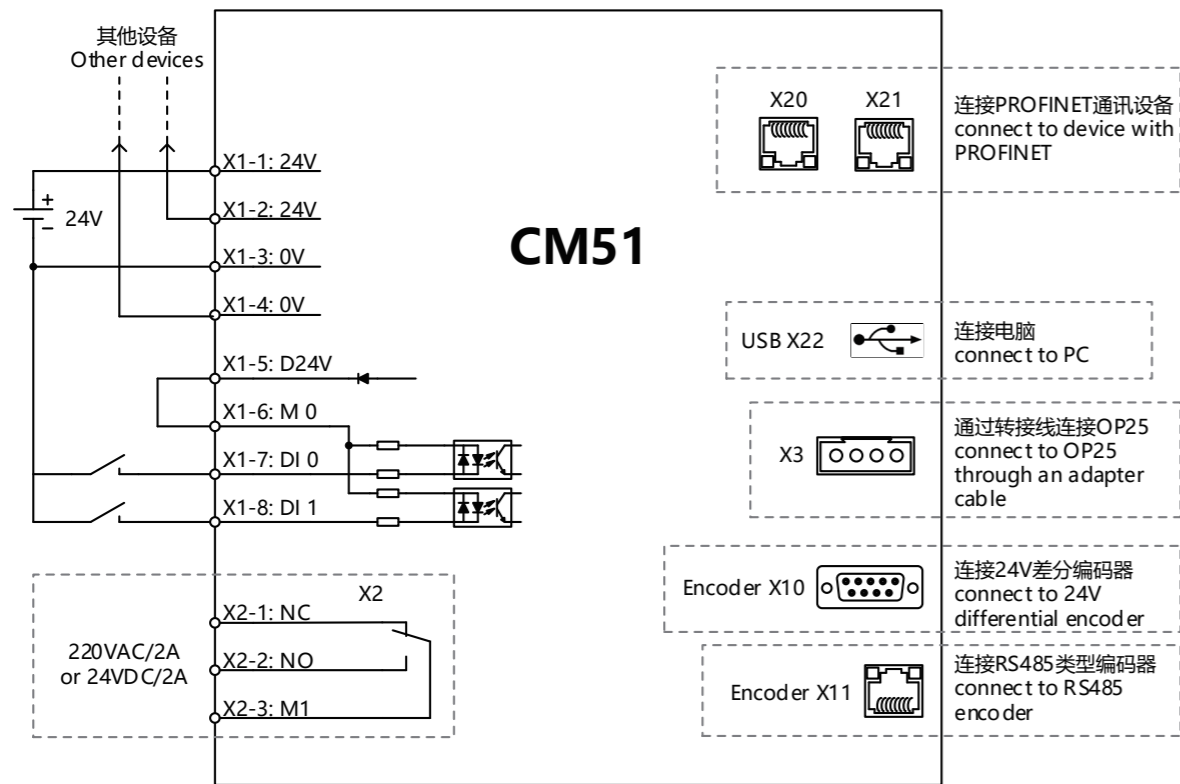 其他设备
Other devices
X1-1: 24V
X1-2: 24V
+
24V
-
X1-3: 0V
X1-4: 0V
X1-5: D24V
X1-6: M 0
X1-7: DI 0
X1-8: DI 1
X2
X2-1: NC
X2-2: NO
X2-3: M1
220VAC/2A
or 24VDC/2A
CM51
X20
X21
连接PROFINET通讯设备
connect to device with
PROFINET
USB X22
连接电脑
connect to PC
X3
通过转接线连接OP25
connect to OP25
through an adapter
cable
Encoder X10
连接24V差分编码器
connect to 24V
differential encoder
Encoder X11
连接RS485类型编码器
connect to RS485
encoder